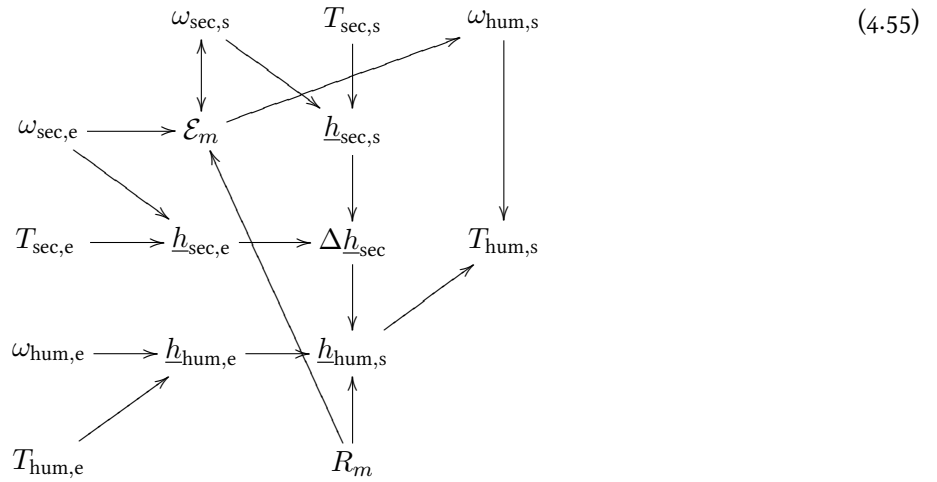 ω_sec,s T_sec,s ω_hum,s (4.55)
ω_sec,e ℰ_m h_sec,s
T_sec,e h_sec,e Δh_sec T_hum,s
ω_hum,e h_hum,e h_hum,s
T_hum,e R_m